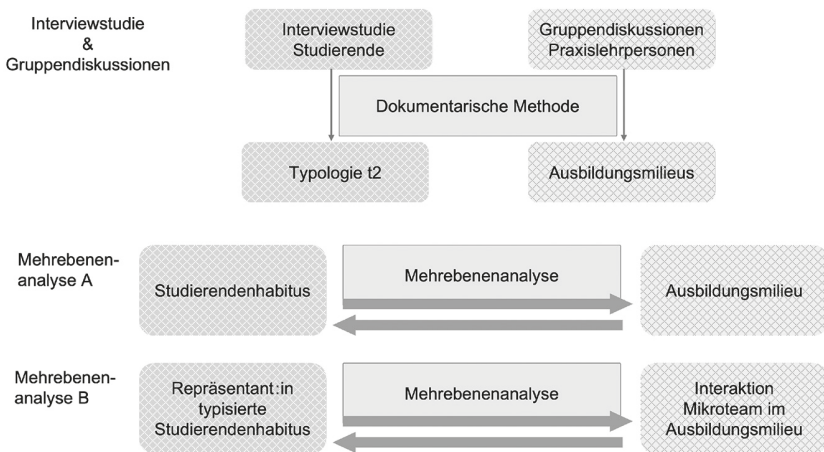 Interviewstudie
&
Gruppendiskussionen
Interviewstudie
Studierende
Gruppendiskussionen
Praxislehrpersonen
Dokumentarische Methode
Typologie t2
Ausbildungsmilieus
Mehrebenen-
analyse A
Studierendenhabitus
Mehrebenenanalyse
Ausbildungsmilieu
Mehrebenen-
analyse B
Repräsentant:in
typisierte
Studierendenhabitus
Mehrebenenanalyse
Interaktion
Mikroteam im
Ausbildungsmilieu